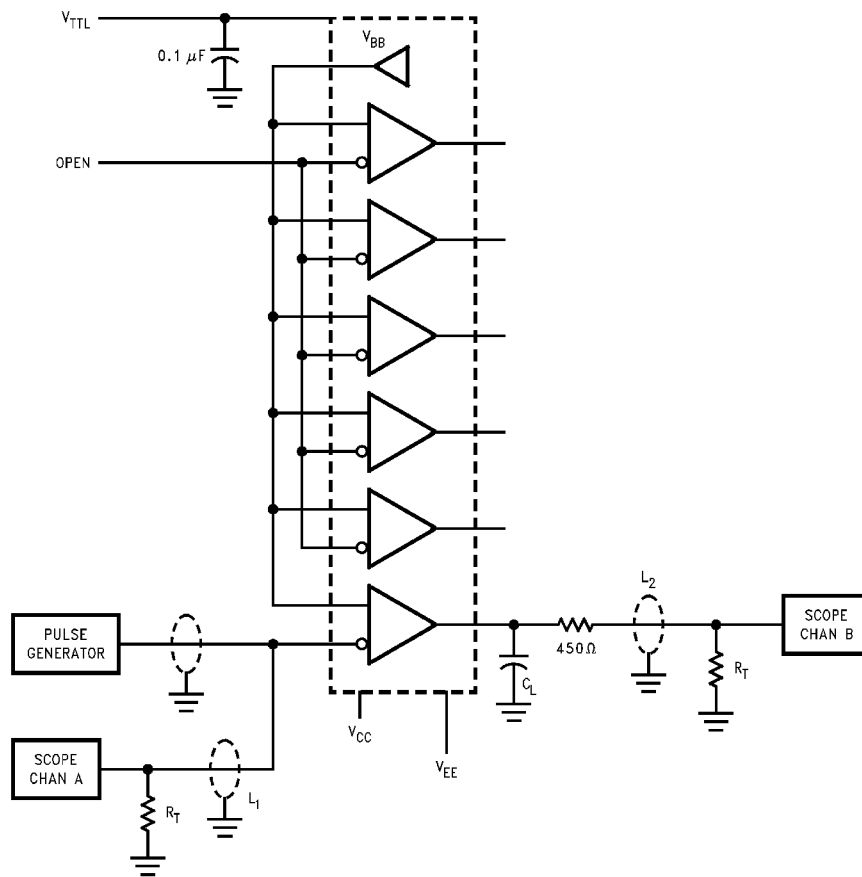 V_TTL
0.1 μF
V_BB
OPEN
PULSE
GENERATOR
L_2
SCOPE
CHAN B
450Ω
C_L
R_T
V_CC
V_EE
SCOPE
CHAN A
R_T
L_1